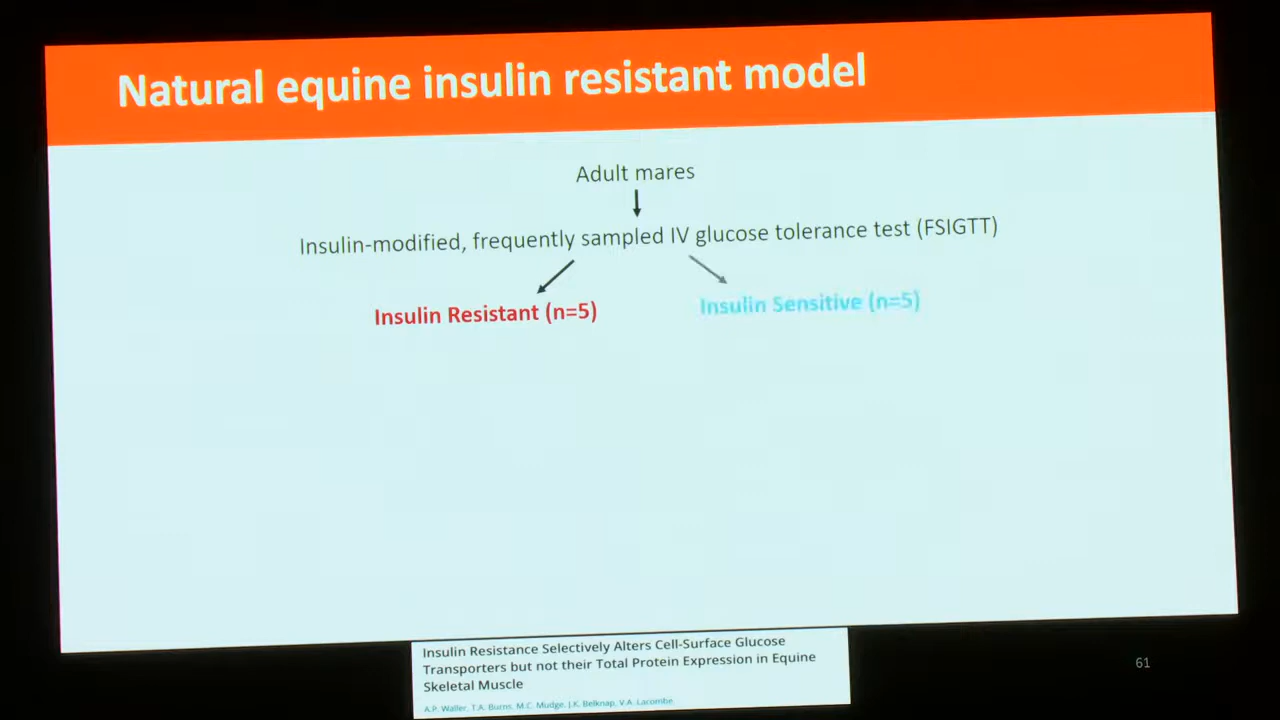 Natural equine insulin resistant model
Adult mares
Insulin-modified, frequently sampled IV glucose tolerance test (FSIGTT)
Insulin Resistant (n=5)
Insulin Sensitive (n=5)
Insulin Resistance Selectively Alters Cell-Surface Glucose
Transporters but not their Total Protein Expression in Equine
Skeletal Muscle
A.P. Waller, T.A. Burns, M.C. Mudge, J.K. Belknap, V.A. Lacombe
61